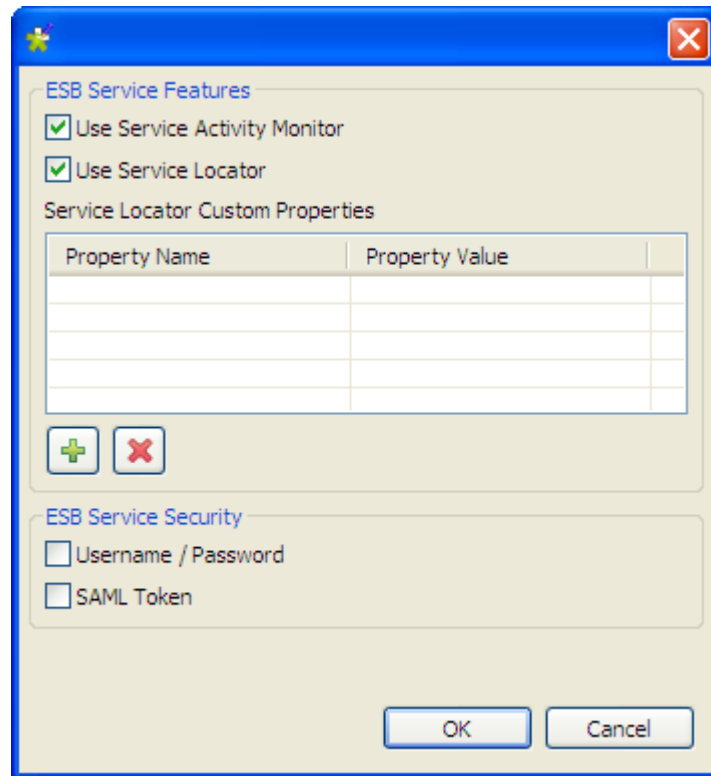 ESB Service Features
Use Service Activity Monitor
Use Service Locator
Service Locator Custom Properties
Property Name Property Value
ESB Service Security
Username / Password
SAML Token
OK Cancel